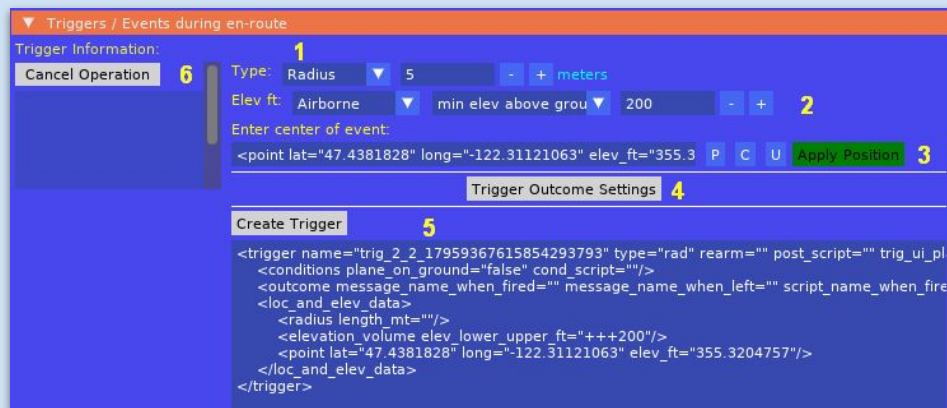 ▼ Triggers / Events during en-route
Trigger Information:
1
Cancel Operation 6
Type: Radius ▼ 5 - + meters
Elev ft: Airborne ▼ min elev above grou ▼ 200 - + 2
Enter center of event:
<point lat="47.4381828" long="-122.31121063" elev_ft="355.3 P C U Apply Position 3
Trigger Outcome Settings 4
Create Trigger 5
<trigger name="trig_2_2_17959367615854293793" type="rad" rearm="" post_script="" trig_ui_pl
<conditions plane_on_ground="false" cond_script=""/>
<outcome message_name_when_fired="" message_name_when_left="" script_name_when_fire
<loc_and_elev_data>
<radius length_mt=""/>
<elevation_volume elev_lower_upper_ft="+++200"/>
<point lat="47.4381828" long="-122.31121063" elev_ft="355.3204757"/>
</loc_and_elev_data>
</trigger>